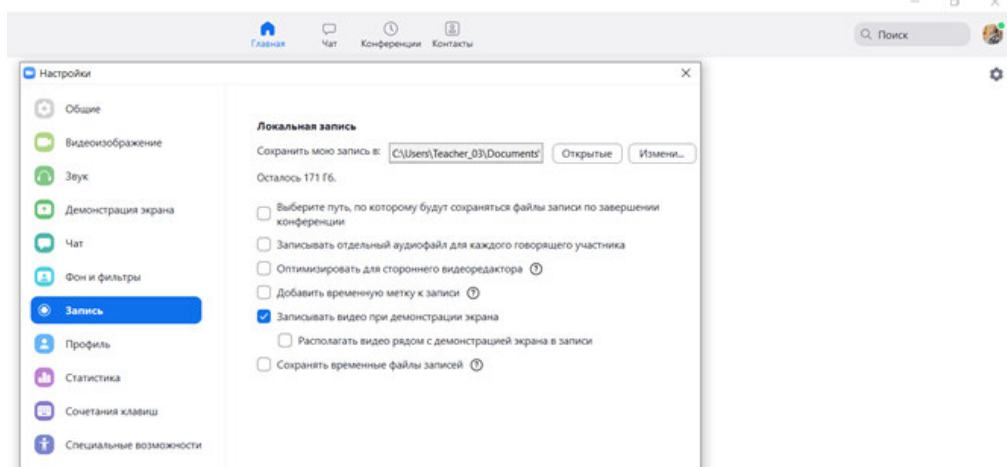 Главная
Чат
Конференции
Контакты
Поиск
Настройки
Общие
Видеоизображение
Звук
Демонстрация экрана
Чат
Фон и фильтры
Запись
Профиль
Статистика
Сочетания клавиш
Специальные возможности
Локальная запись
Сохранить мою запись в: C:\Users\Teacher_03\Documents\ Открытые Измени...
Осталось 171 Гб.
Выберите путь, по которому будут сохраняться файлы записи по завершении
конференции
Записывать отдельный аудиофайл для каждого говорящего участника
Оптимизировать для стороннего видеоредактора
Добавить временную метку к записи
Записывать видео при демонстрации экрана
Располагать видео рядом с демонстрацией экрана в записи
Сохранять временные файлы записей